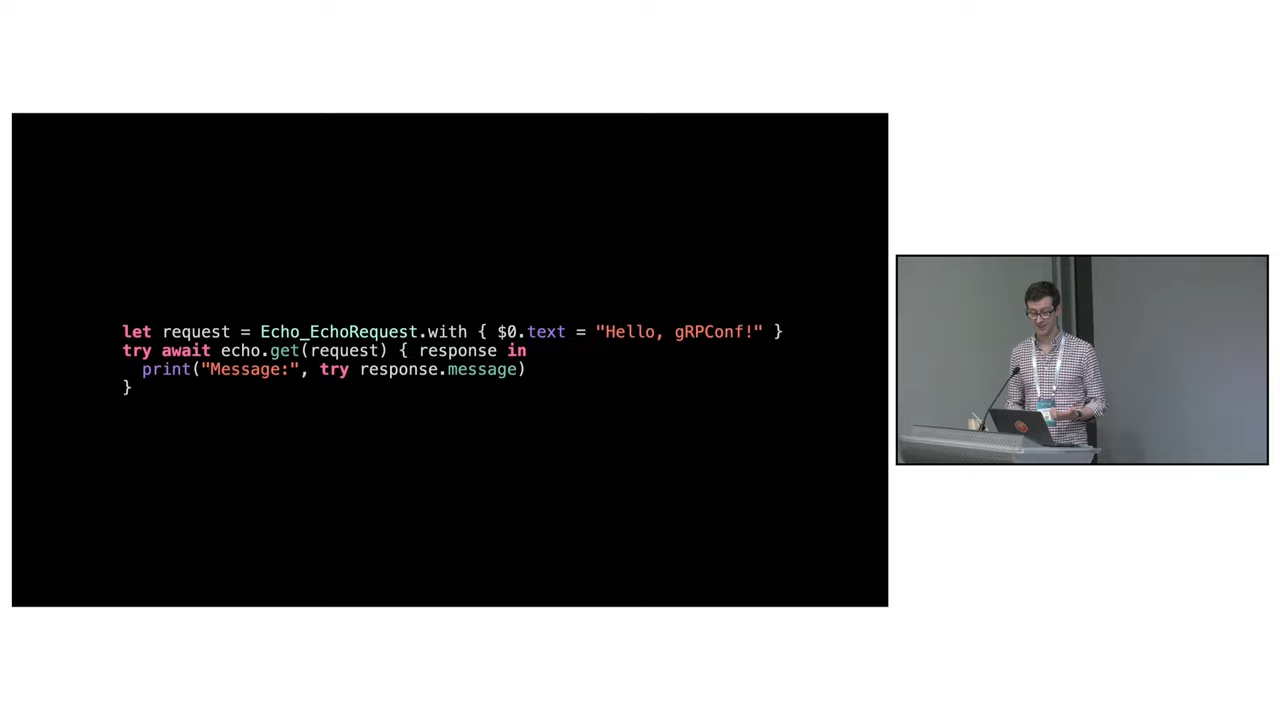 let request = Echo_EchoRequest.with { $0.text = "Hello, gRPConf!" }
try await echo.get(request) { response in
  print("Message:", try response.message)
}